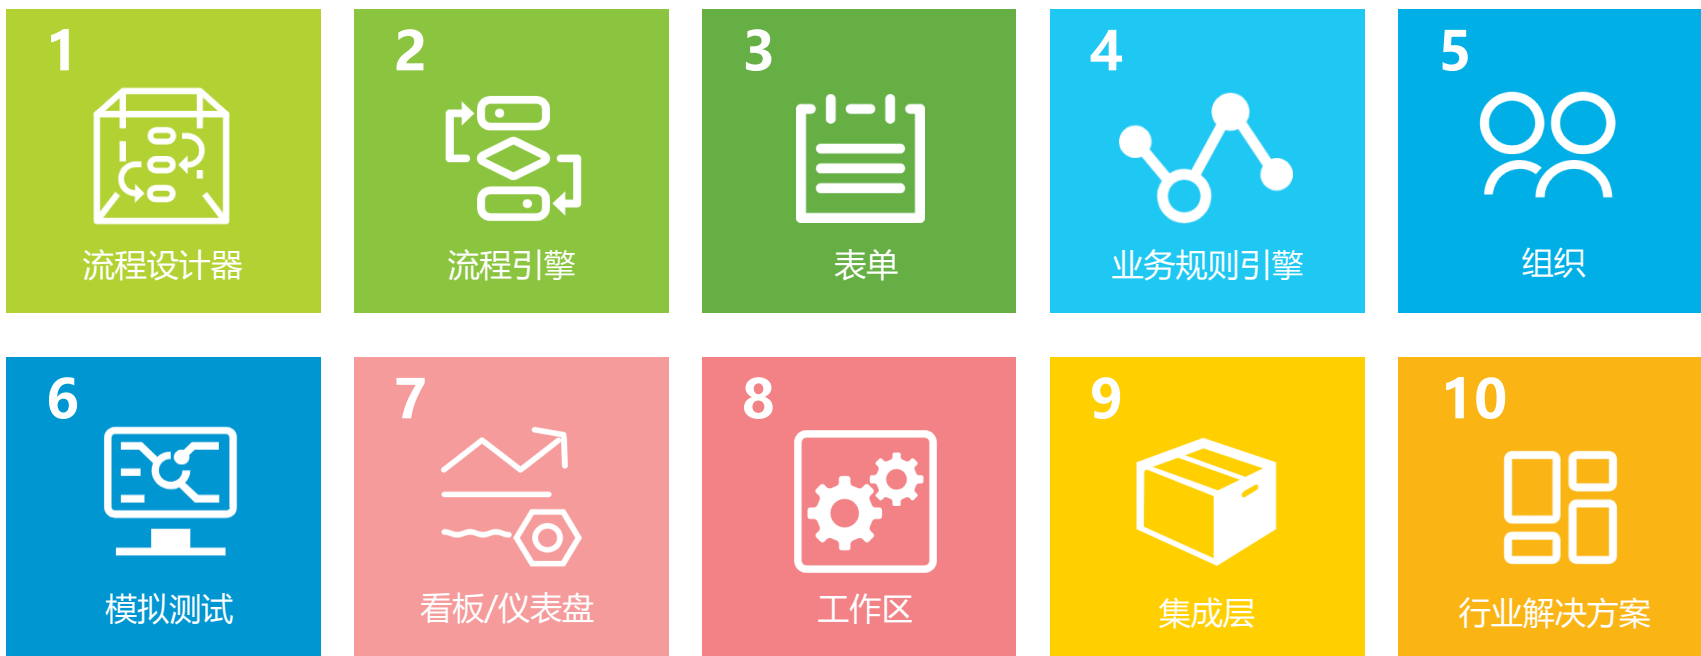 1
流程设计器
2
流程引擎
3
表单
4
业务规则引擎
5
组织
6
模拟测试
7
看板/仪表盘
8
工作区
9
集成层
10
行业解决方案